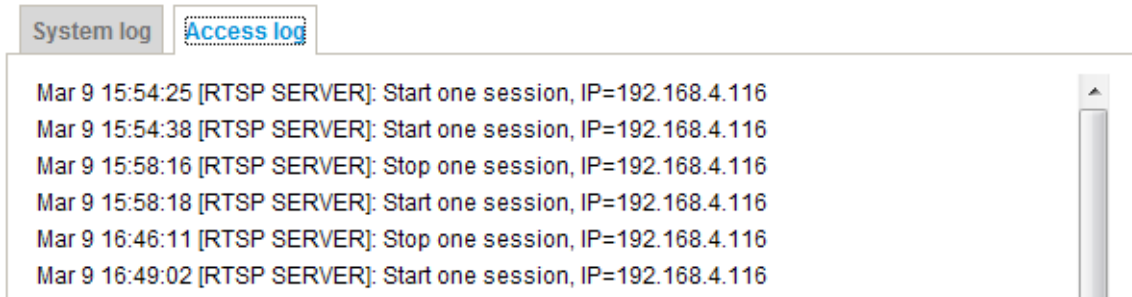 System log Access log
Mar 9 15:54:25 [RTSP SERVER]: Start one session, IP=192.168.4.116
Mar 9 15:54:38 [RTSP SERVER]: Start one session, IP=192.168.4.116
Mar 9 15:58:16 [RTSP SERVER]: Stop one session, IP=192.168.4.116
Mar 9 15:58:18 [RTSP SERVER]: Start one session, IP=192.168.4.116
Mar 9 16:46:11 [RTSP SERVER]: Stop one session, IP=192.168.4.116
Mar 9 16:49:02 [RTSP SERVER]: Start one session, IP=192.168.4.116